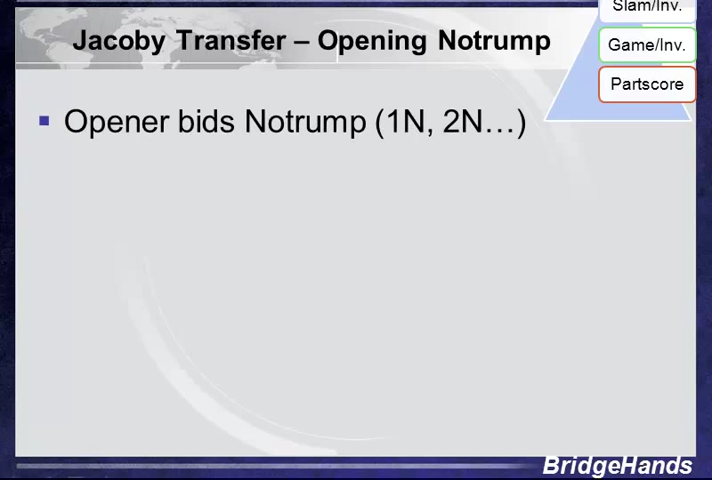 Slam/Inv.
Jacoby Transfer – Opening Notrump
Game/Inv.
Partscore
▪ Opener bids Notrump (1N, 2N…)
BridgeHands